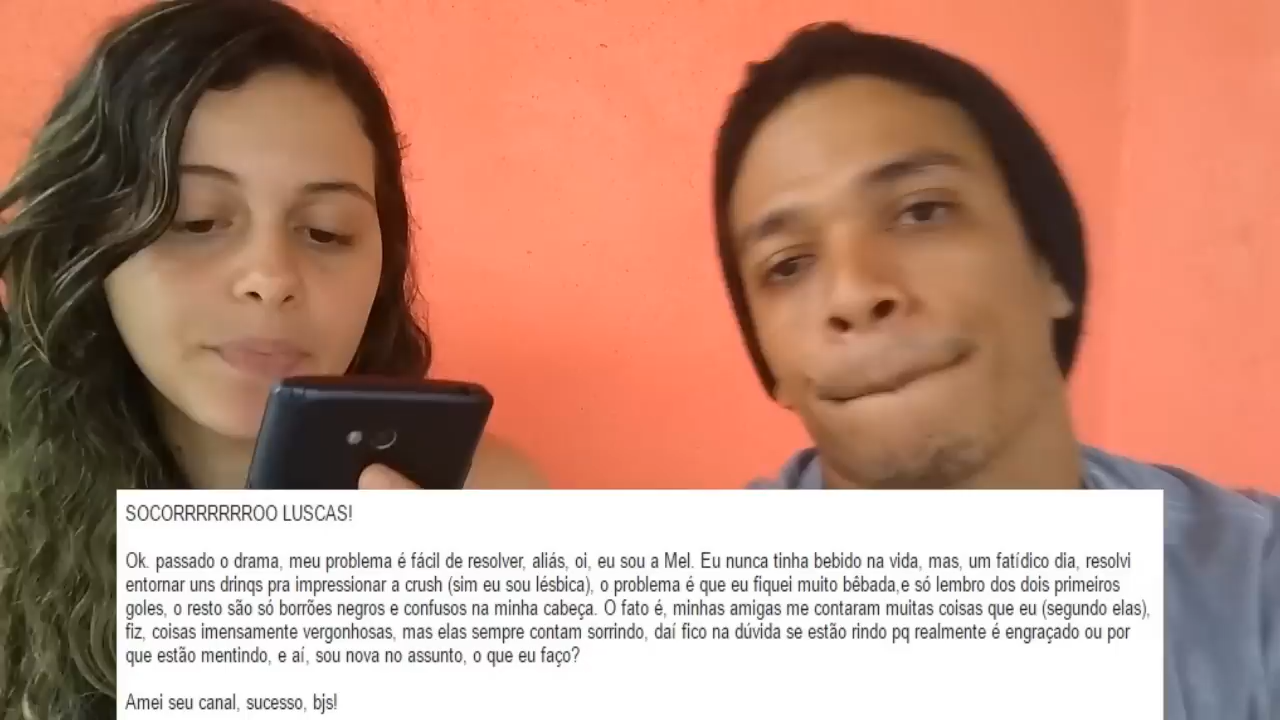 SOCORRRRRRROO LUSCAS!
Ok. passado o drama, meu problema é fácil de resolver, aliás, oi, eu sou a Mel. Eu nunca tinha bebido na vida, mas, um fatídico dia, resolvi
entornar uns drinqs pra impressionar a crush (sim eu sou lésbica), o problema é que eu fiquei muito bêbada,e só lembro dos dois primeiros
goles, o resto são só borrões negros e confusos na minha cabeça. O fato é, minhas amigas me contaram muitas coisas que eu (segundo elas),
fiz, coisas imensamente vergonhosas, mas elas sempre contam sorrindo, daí fico na dúvida se estão rindo pq realmente é engraçado ou por
que estão mentindo, e aí, sou nova no assunto, o que eu faço?
Amei seu canal, sucesso, bjs!